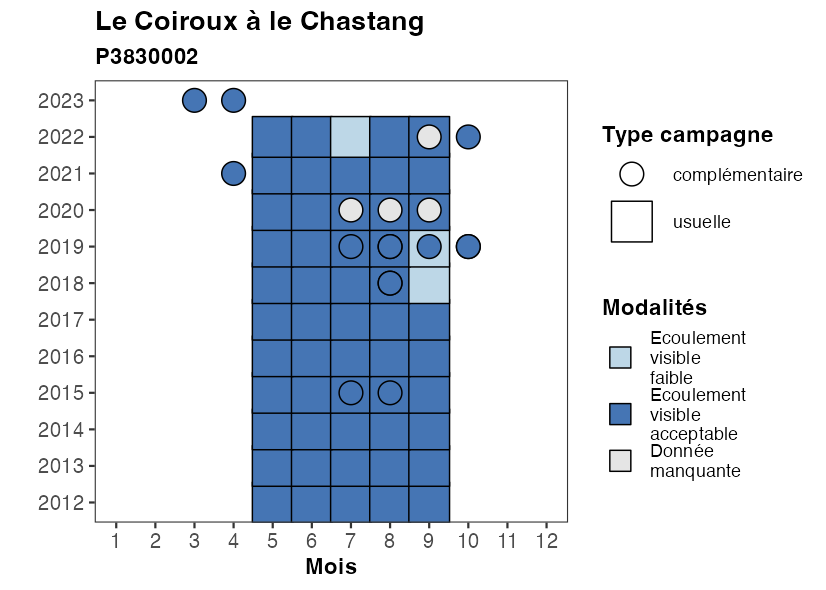 Le Coiroux à le Chastang
P3830002
2023
2022
2021
2020
2019
2018
2017
2016
2015
2014
2013
2012
1 2 3 4 5 6 7 8 9 10 11 12
Mois
Type campagne
complémentaire
usuelle
Modalités
Ecoulement
visible
faible
Ecoulement
visible
acceptable
Donnée
manquante